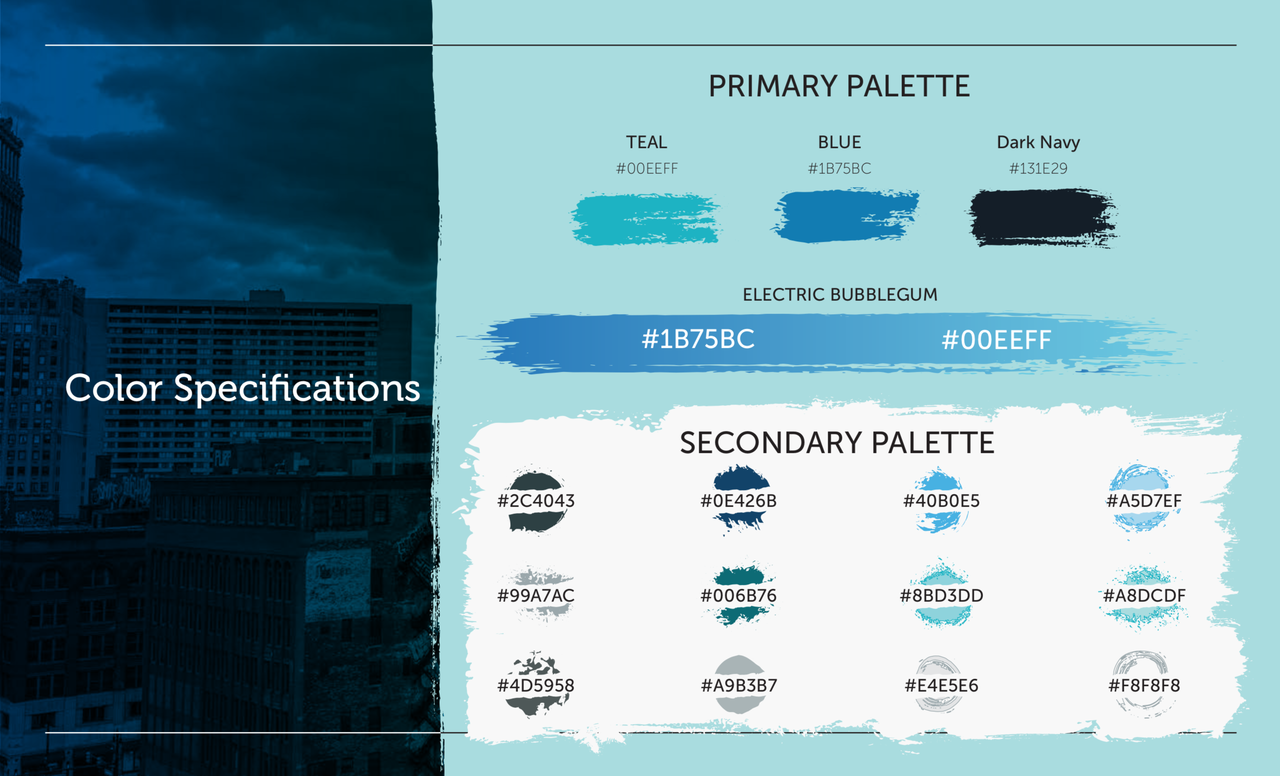 Color Specifications
PRIMARY PALETTE
TEAL
#00EEFF
BLUE
#1B75BC
Dark Navy
#131E29
ELECTRIC BUBBLEGUM
#1B75BC
#00EEFF
SECONDARY PALETTE
#2C4043
#0E426B
#40B0E5
#A5D7EF
#99A7AC
#006B76
#8BD3DD
#A8DCDF
#4D5958
#A9B3B7
#E4E5E6
#F8F8F8